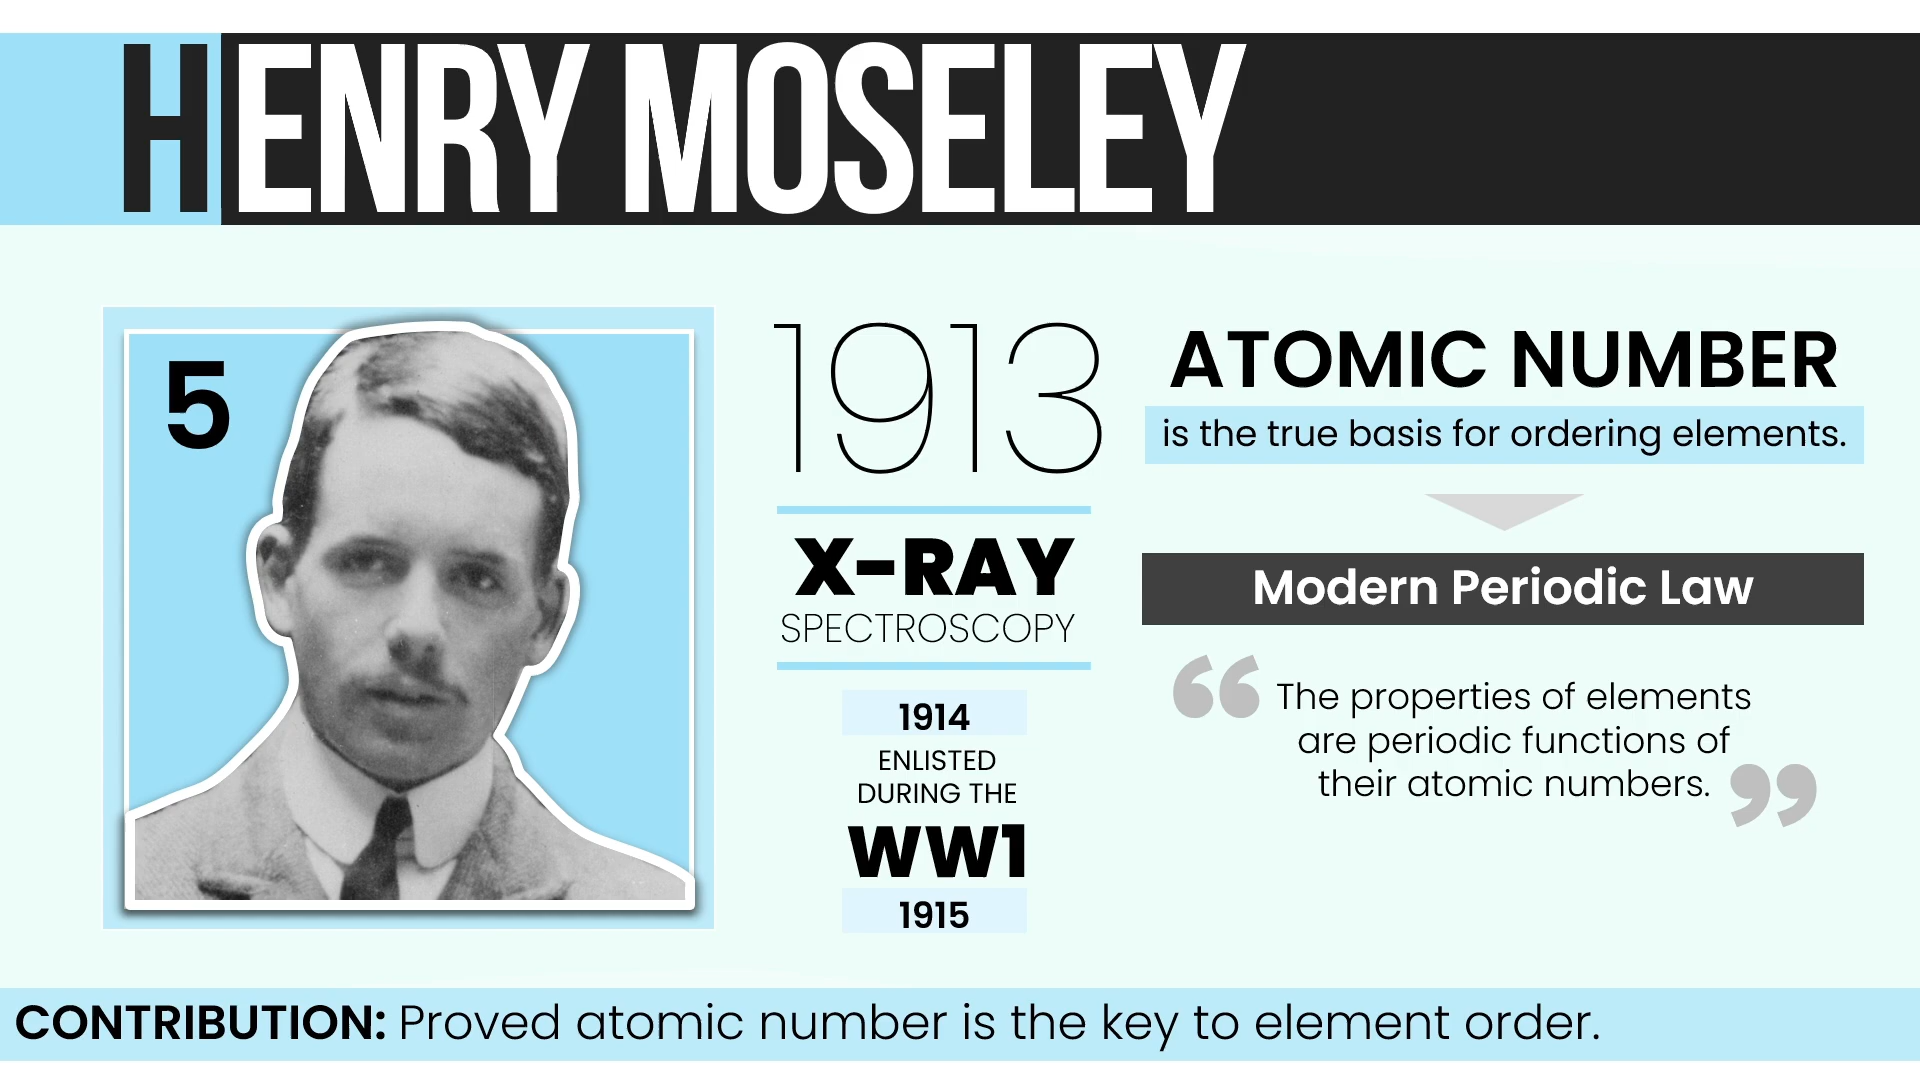 HENRY MOSELEY
5
1913
X-RAY
SPECTROSCOPY
1914
ENLISTED
DURING THE
WW1
1915
ATOMIC NUMBER
is the true basis for ordering elements.
Modern Periodic Law
“The properties of elements
are periodic functions of
their atomic numbers.”
CONTRIBUTION: Proved atomic number is the key to element order.